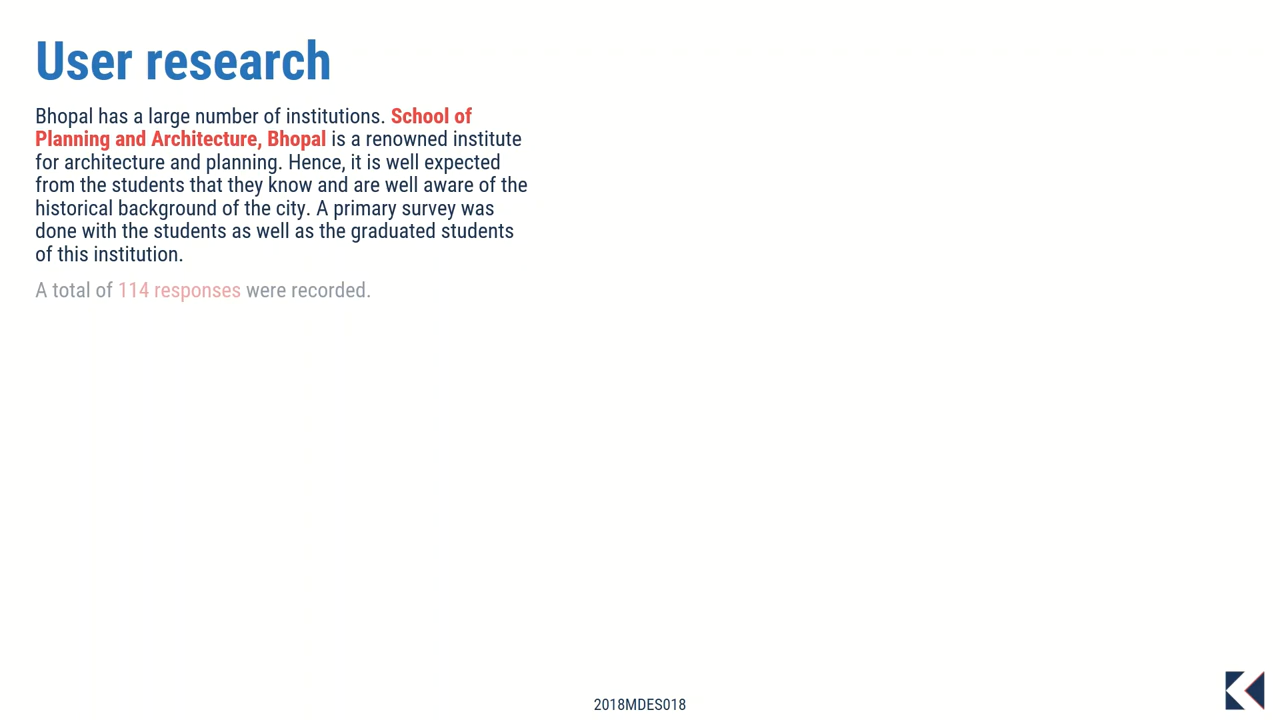 User research
Bhopal has a large number of institutions. School of
Planning and Architecture, Bhopal is a renowned institute
for architecture and planning. Hence, it is well expected
from the students that they know and are well aware of the
historical background of the city. A primary survey was
done with the students as well as the graduated students
of this institution.
A total of 114 responses were recorded.
2018MDES018